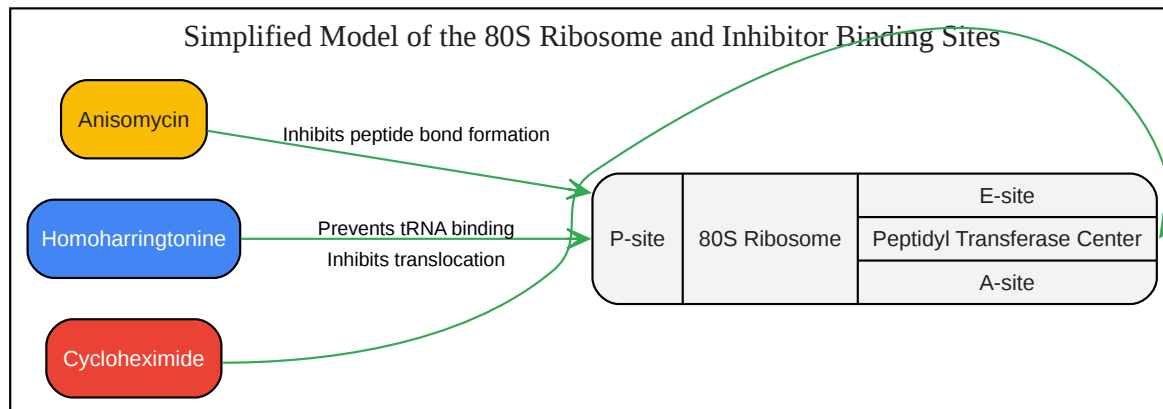 Simplified Model of the 80S Ribosome and Inhibitor Binding Sites
Anisomycin
Inhibits peptide bond formation
Homoharringtonine
Prevents tRNA binding
Inhibits translocation
Cycloheximide
P-site
80S Ribosome
E-site
Peptidyl Transferase Center
A-site